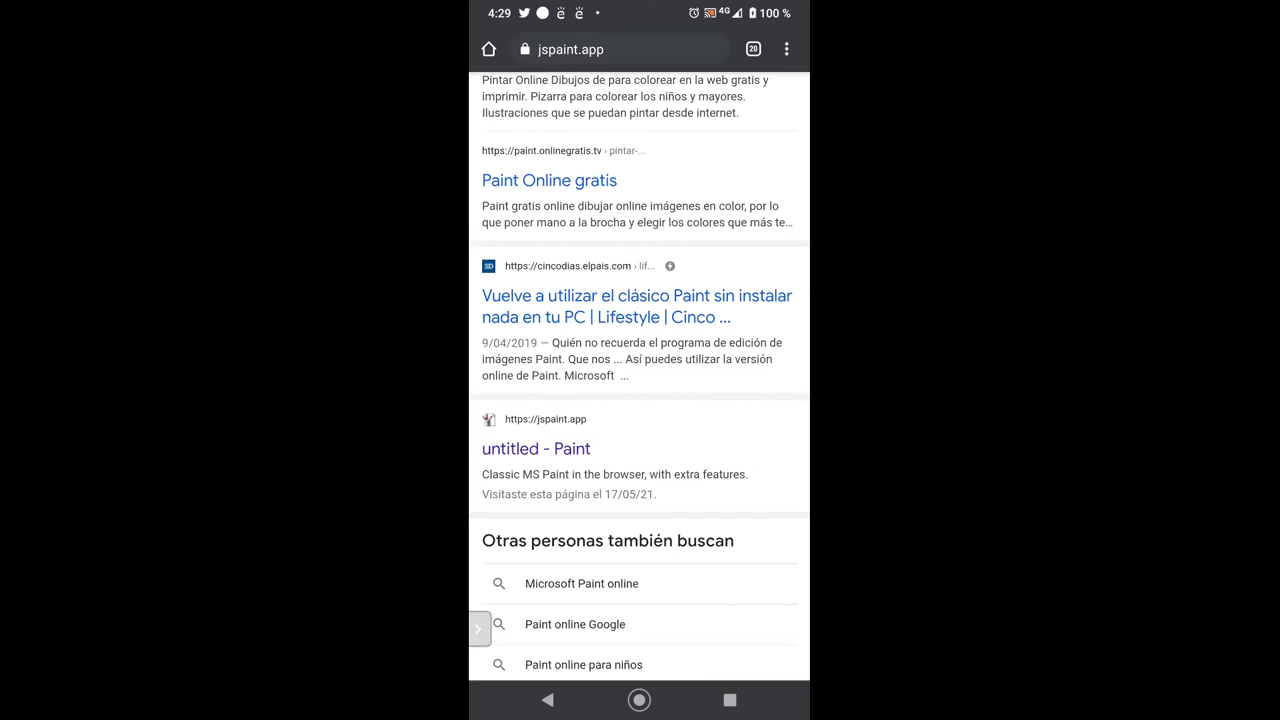 4:29 4G 100 %
jspaint.app 20
Pintar Online Dibujos de para colorear en la web gratis y
imprimir. Pizarra para colorear los niños y mayores.
Ilustraciones que se puedan pintar desde internet.
https://paint.onlinegratis.tv › pintar-...
Paint Online gratis
Paint gratis online dibujar online imágenes en color, por lo
que poner mano a la brocha y elegir los colores que más te...
SD https://cincodias.elpais.com › lif...
Vuelve a utilizar el clásico Paint sin instalar
nada en tu PC | Lifestyle | Cinco ...
9/04/2019 — Quién no recuerda el programa de edición de
imágenes Paint. Que nos ... Así puedes utilizar la versión
online de Paint. Microsoft ...
https://jspaint.app
untitled - Paint
Classic MS Paint in the browser, with extra features.
Visitaste esta página el 17/05/21.
Otras personas también buscan
Microsoft Paint online
Paint online Google
Paint online para niños